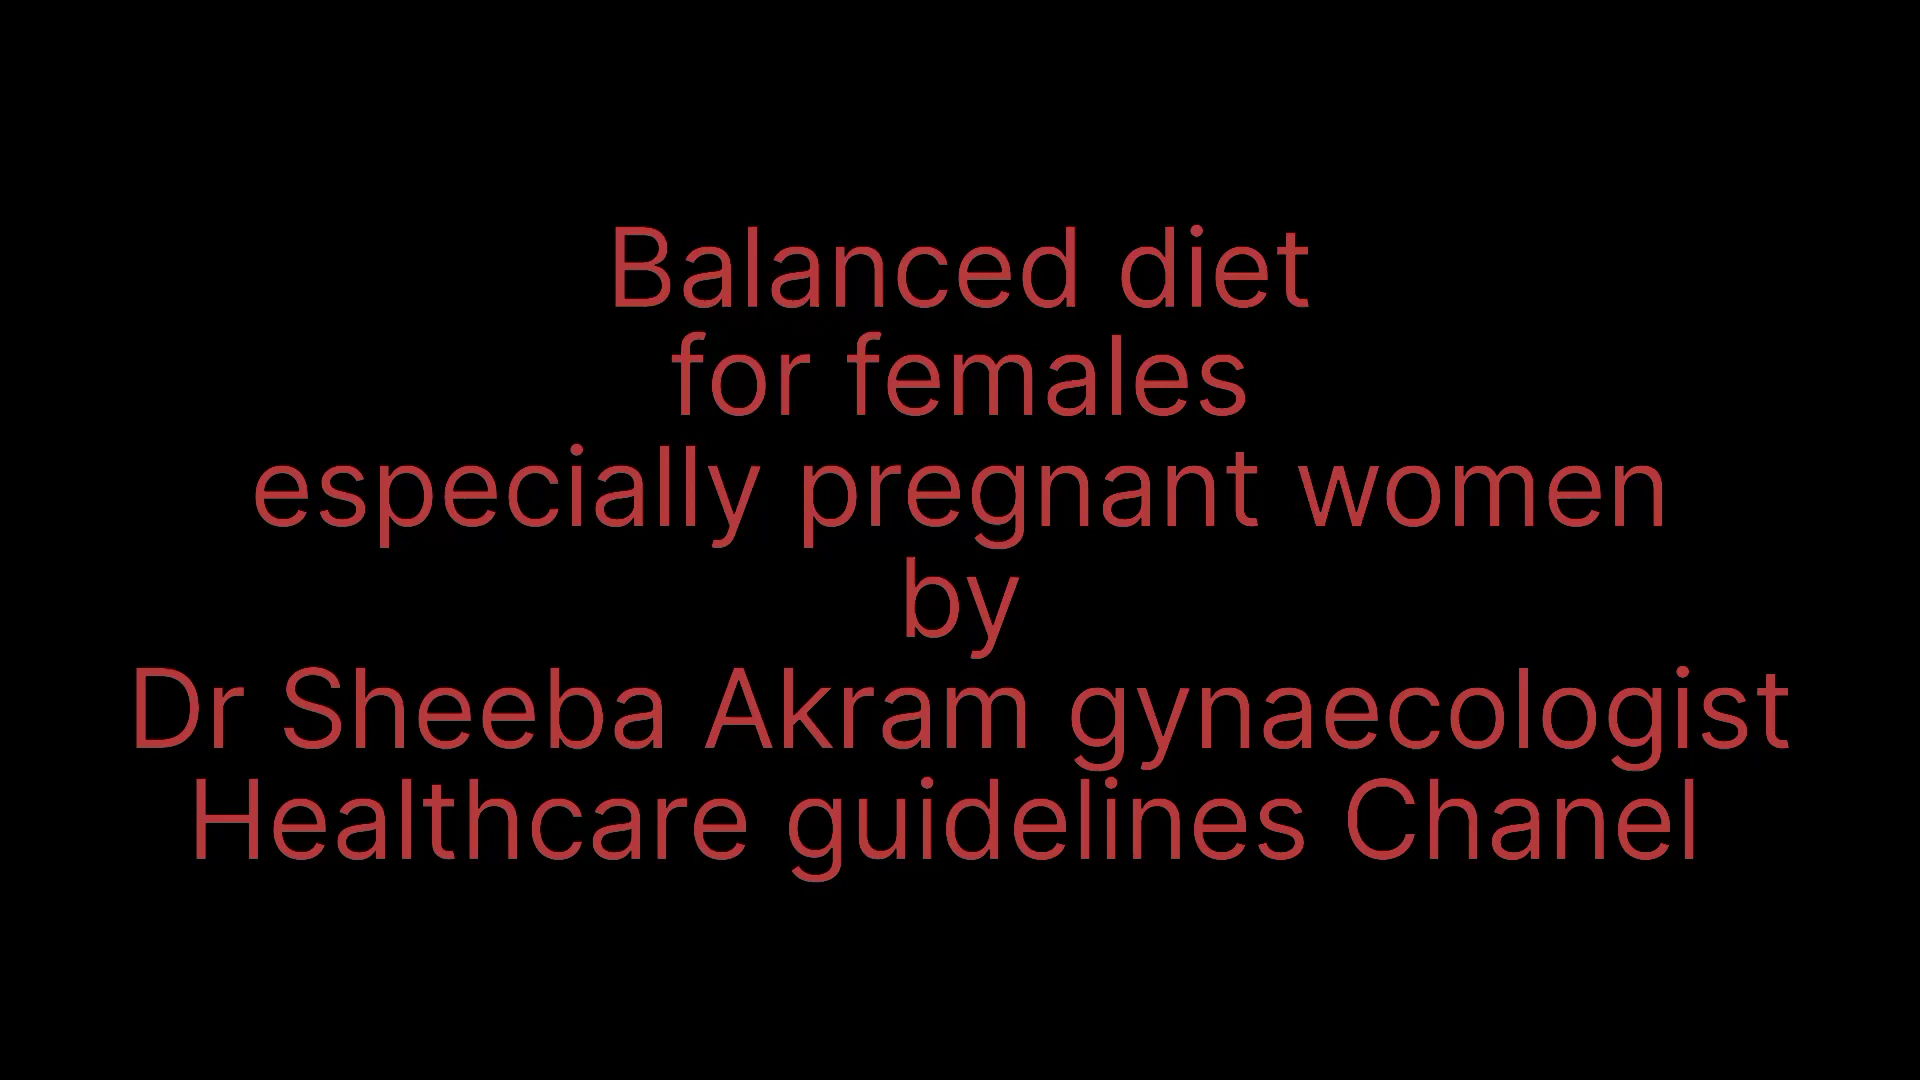 Balanced diet
for females
especially pregnant women
by
Dr Sheeba Akram gynaecologist
Healthcare guidelines Chanel